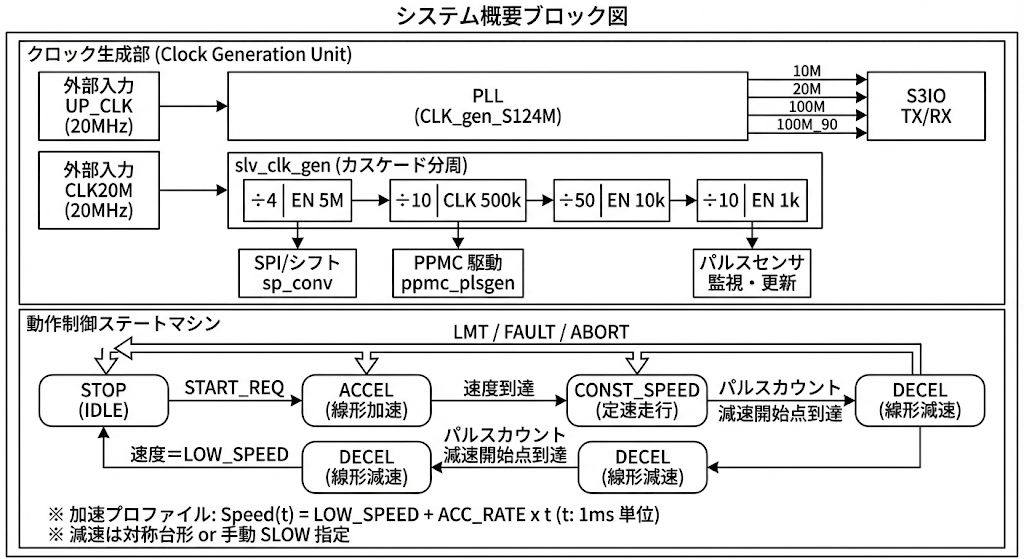 システム概要ブロック図
クロック生成部 (Clock Generation Unit)
外部入力
UP_CLK
(20MHz)
PLL
(CLK_gen_S124M)
10M
20M
100M
100M_90
S3IO
TX/RX
外部入力
CLK20M
(20MHz)
slv_clk_gen (カスケード分周)
÷4 EN 5M
÷10 CLK 500k
÷50 EN 10k
÷10 EN 1k
SPI/シフト
sp_conv
PPMC 駆動
ppmc_plsgen
パルスセンサ
監視・更新
動作制御ステートマシン
LMT / FAULT / ABORT
STOP
(IDLE)
START_REQ
ACCEL
(線形加速)
速度到達
CONST_SPEED
(定速走行)
パルスカウント
減速開始点到達
DECEL
(線形減速)
速度＝LOW_SPEED
DECEL
(線形減速)
パルスカウント
減速開始点到達
DECEL
(線形減速)
※ 加速プロファイル: Speed(t) = LOW_SPEED + ACC_RATE x t (t: 1ms 単位)
※ 減速は対称台形 or 手動 SLOW 指定